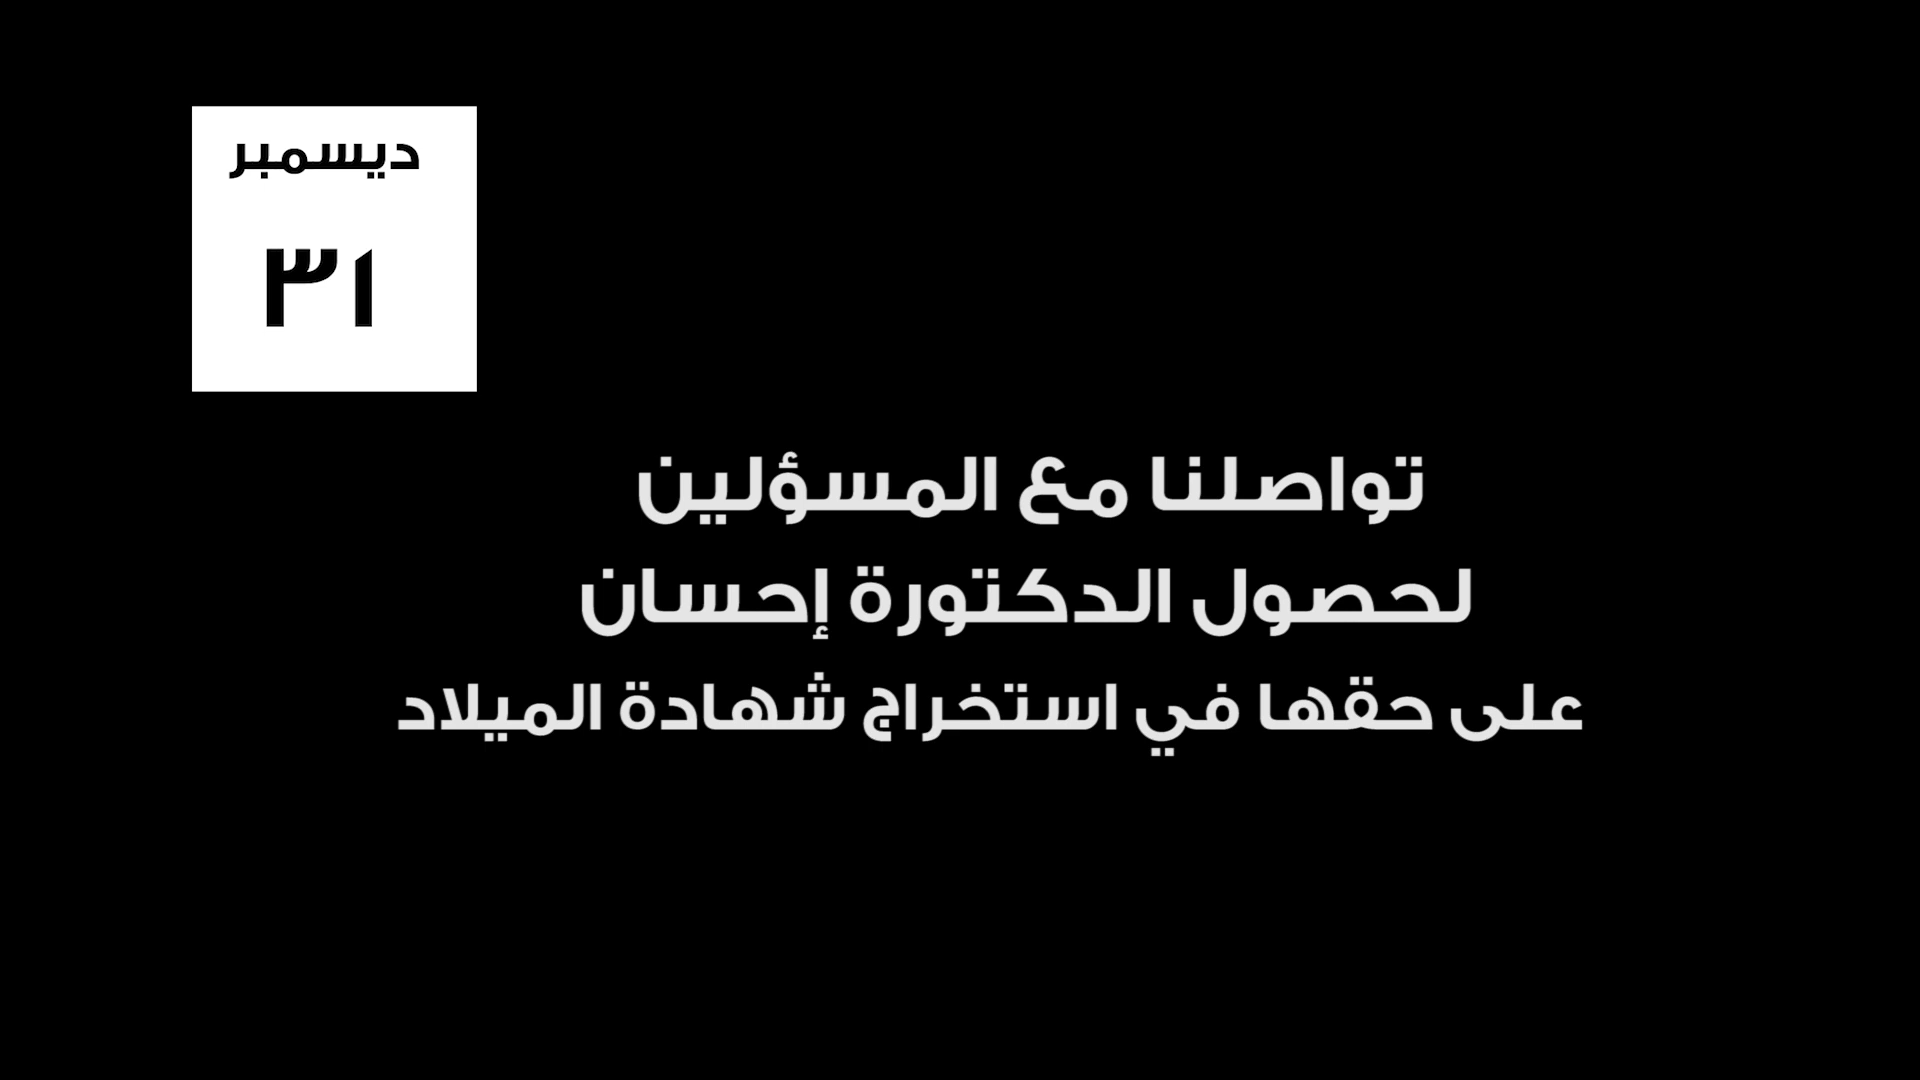 ديسمبر
٣١
تواصلنا مع المسؤلين
لحصول الدكتورة إحسان
على حقها في استخراج شهادة الميلاد